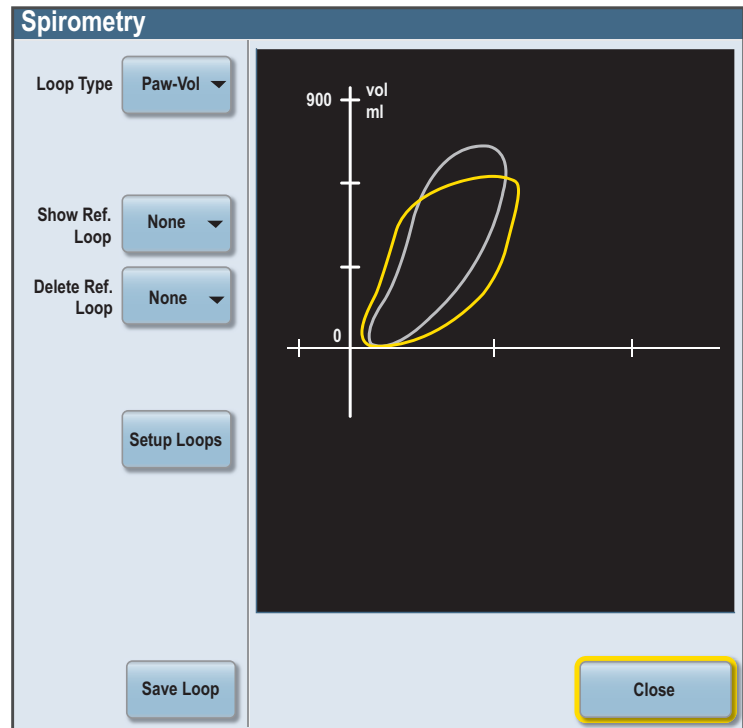 Spirometry
Loop Type
Paw-Vol
Show Ref.
Loop
None
Delete Ref.
Loop
None
Setup Loops
Save Loop
900
vol
ml
0
Close